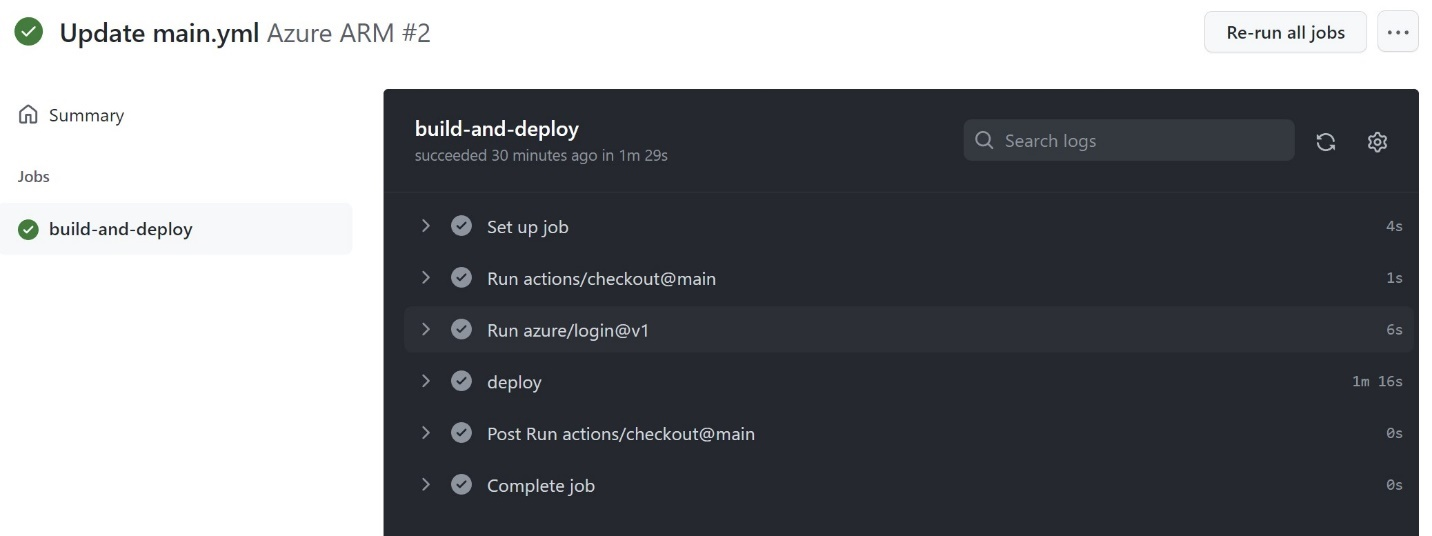 Update main.yml Azure ARM #2
Re-run all jobs
Summary
Jobs
build-and-deploy
build-and-deploy
succeeded 30 minutes ago in 1m 29s
Search logs
Set up job 4s
Run actions/checkout@main 1s
Run azure/login@v1 6s
deploy 1m 16s
Post Run actions/checkout@main 0s
Complete job 0s